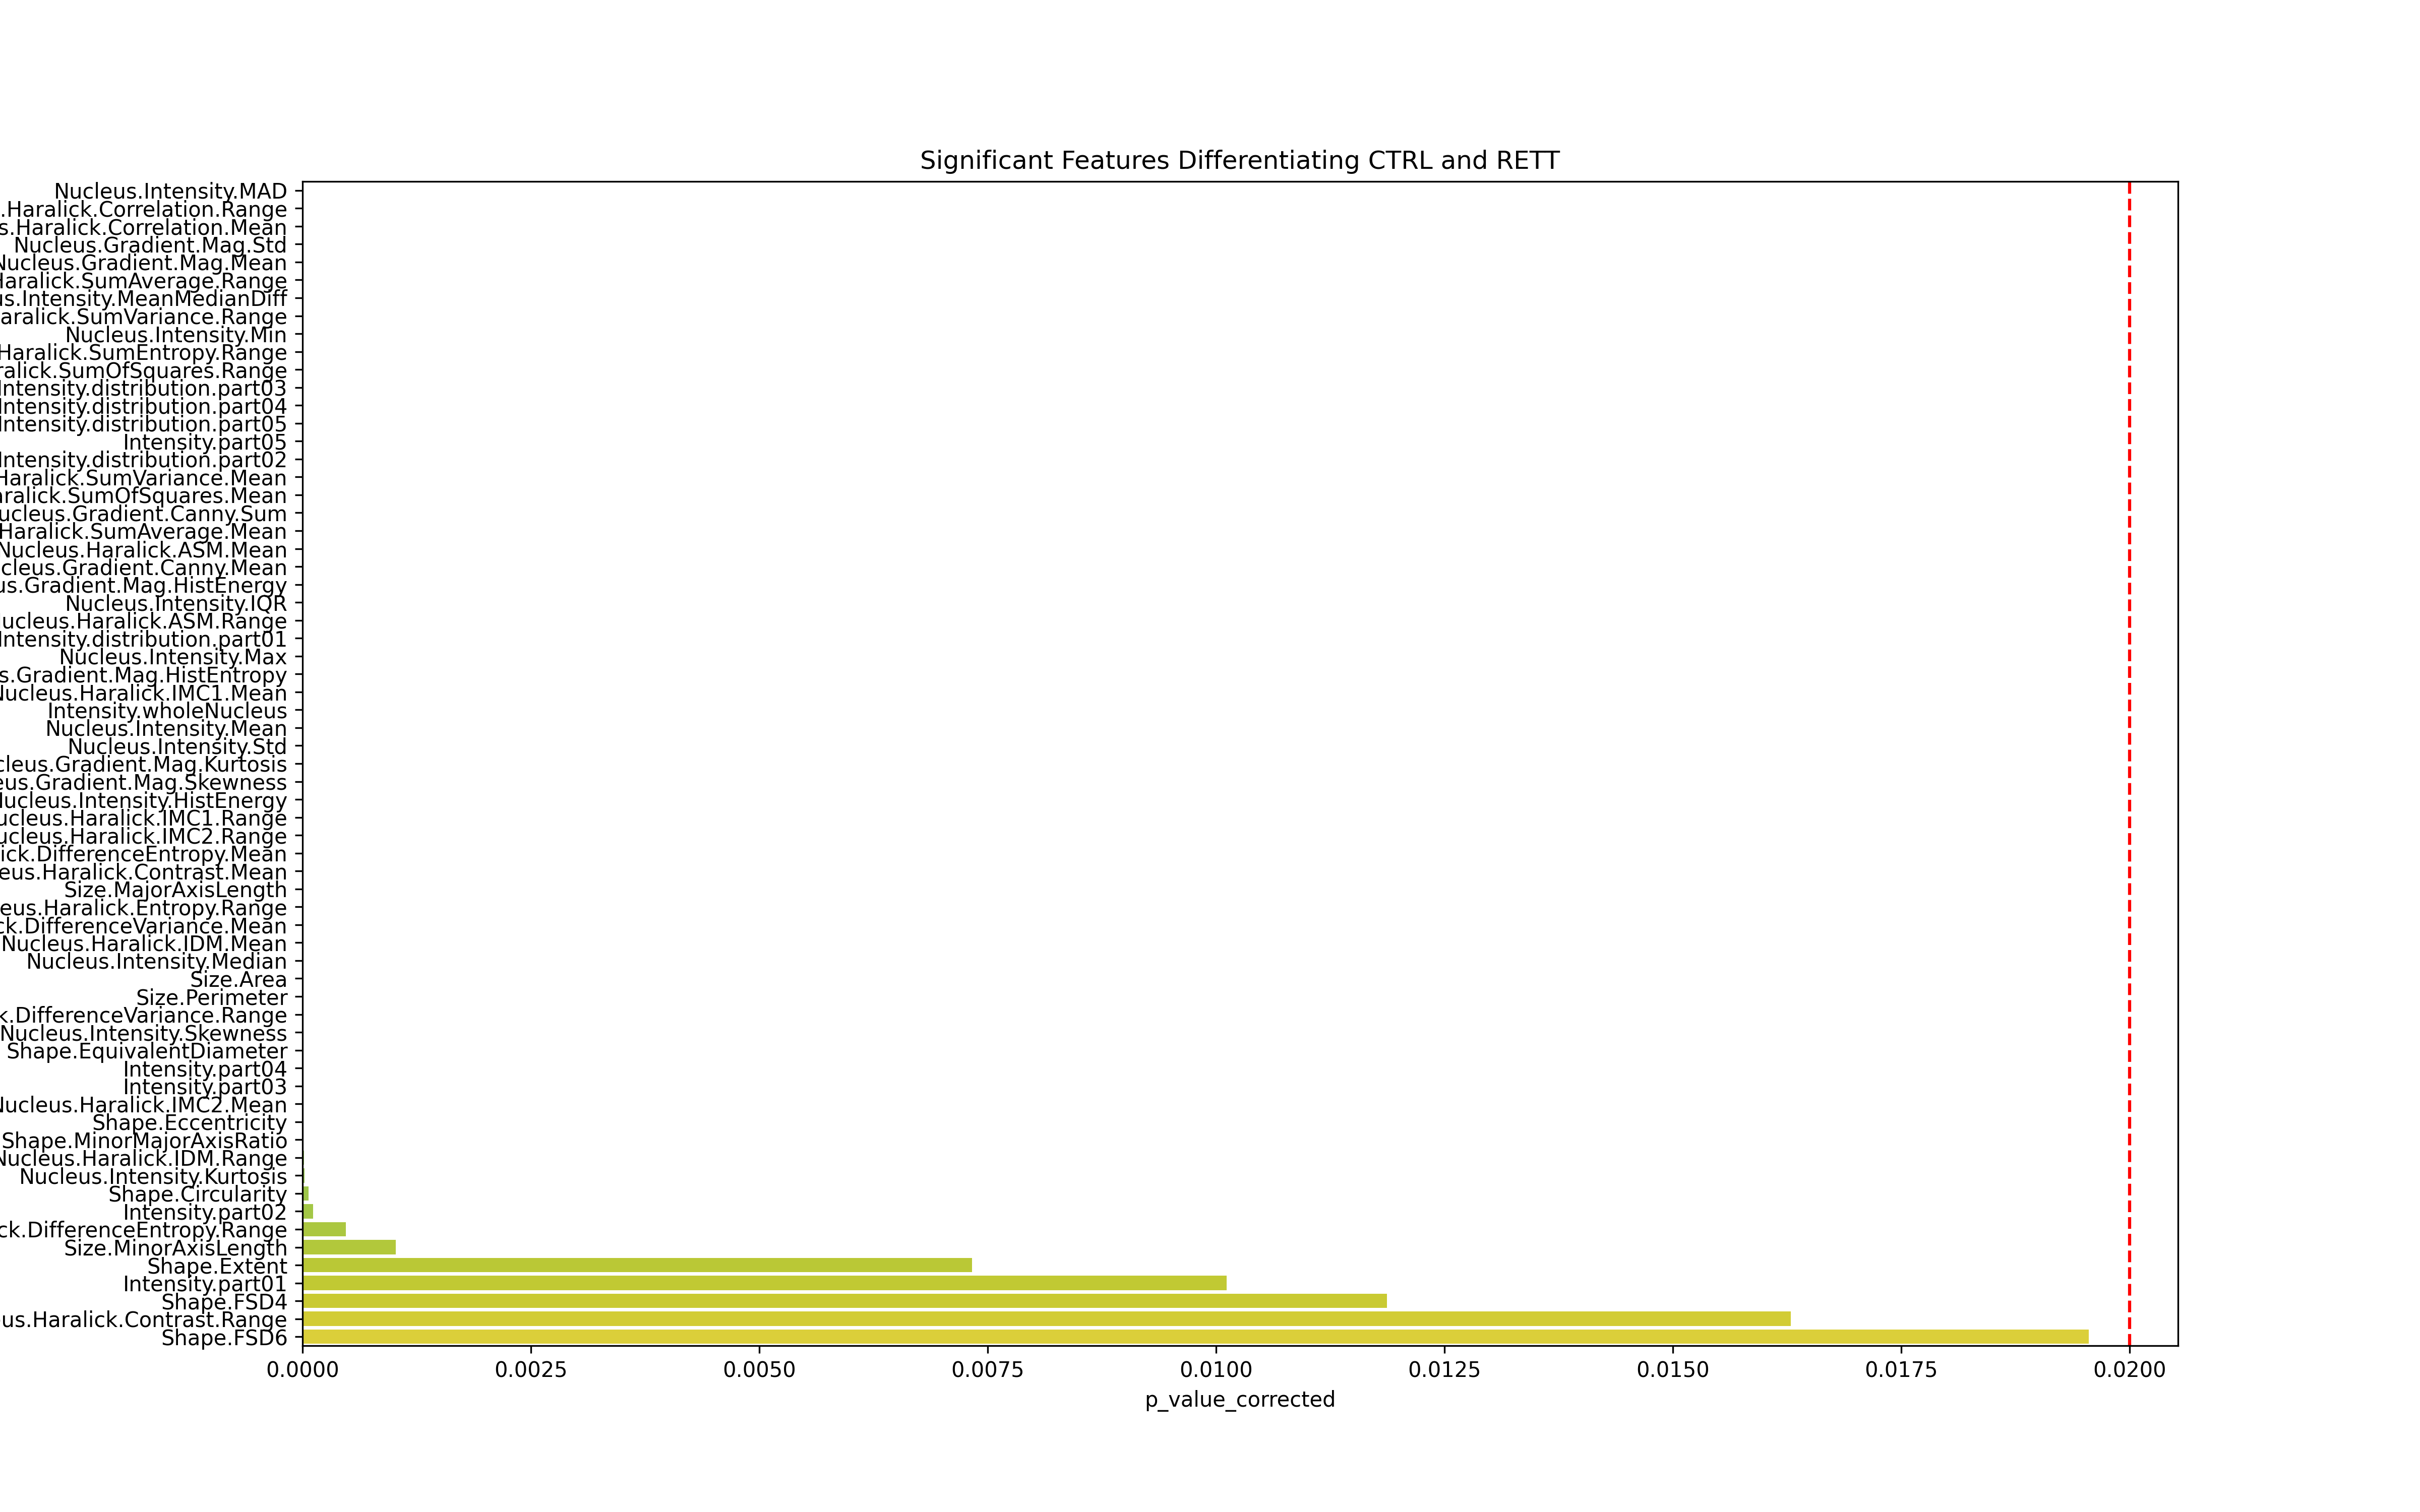 Significant Features Differentiating CTRL and RETT
Nucleus.Intensity.MAD
.Haralick.Correlation.Range
s.Haralick.Correlation.Mean
Nucleus.Gradient.Mag.Std
Nucleus.Gradient.Mag.Mean
Haralick.SumAverage.Range
us.Intensity.MeanMedianDiff
aralick.SumVariance.Range
Nucleus.Intensity.Min
Haralick.SumEntropy.Range
ralick.SumOfSquares.Range
Intensity.distribution.part03
Intensity.distribution.part04
Intensity.distribution.part05
Intensity.part05
Intensity.distribution.part02
Haralick.SumVariance.Mean
aralick.SumOfSquares.Mean
ucleus.Gradient.Canny.Sum
Haralick.SumAverage.Mean
Nucleus.Haralick.ASM.Mean
cleus.Gradient.Canny.Mean
us.Gradient.Mag.HistEnergy
Nucleus.Intensity.IQR
ucleus.Haralick.ASM.Range
Intensity.distribution.part01
Nucleus.Intensity.Max
s.Gradient.Mag.HistEntropy
Nucleus.Haralick.IMC1.Mean
Intensity.wholeNucleus
Nucleus.Intensity.Mean
Nucleus.Intensity.Std
cleus.Gradient.Mag.Kurtosis
eus.Gradient.Mag.Skewness
Nucleus.Intensity.HistEnergy
ucleus.Haralick.IMC1.Range
ucleus.Haralick.IMC2.Range
ick.DifferenceEntropy.Mean
eus.Haralick.Contrast.Mean
Size.MajorAxisLength
eus.Haralick.Entropy.Range
ck.DifferenceVariance.Mean
Nucleus.Haralick.IDM.Mean
Nucleus.Intensity.Median
Size.Area
Size.Perimeter
k.DifferenceVariance.Range
Nucleus.Intensity.Skewness
Shape.EquivalentDiameter
Intensity.part04
Intensity.part03
Nucleus.Haralick.IMC2.Mean
Shape.Eccentricity
Shape.MinorMajorAxisRatio
Nucleus.Haralick.IDM.Range
Nucleus.Intensity.Kurtosis
Shape.Circularity
Intensity.part02
ck.DifferenceEntropy.Range
Size.MinorAxisLength
Shape.Extent
Intensity.part01
Shape.FSD4
us.Haralick.Contrast.Range
Shape.FSD6
0.0000 0.0025 0.0050 0.0075 0.0100 0.0125 0.0150 0.0175 0.0200
p_value_corrected